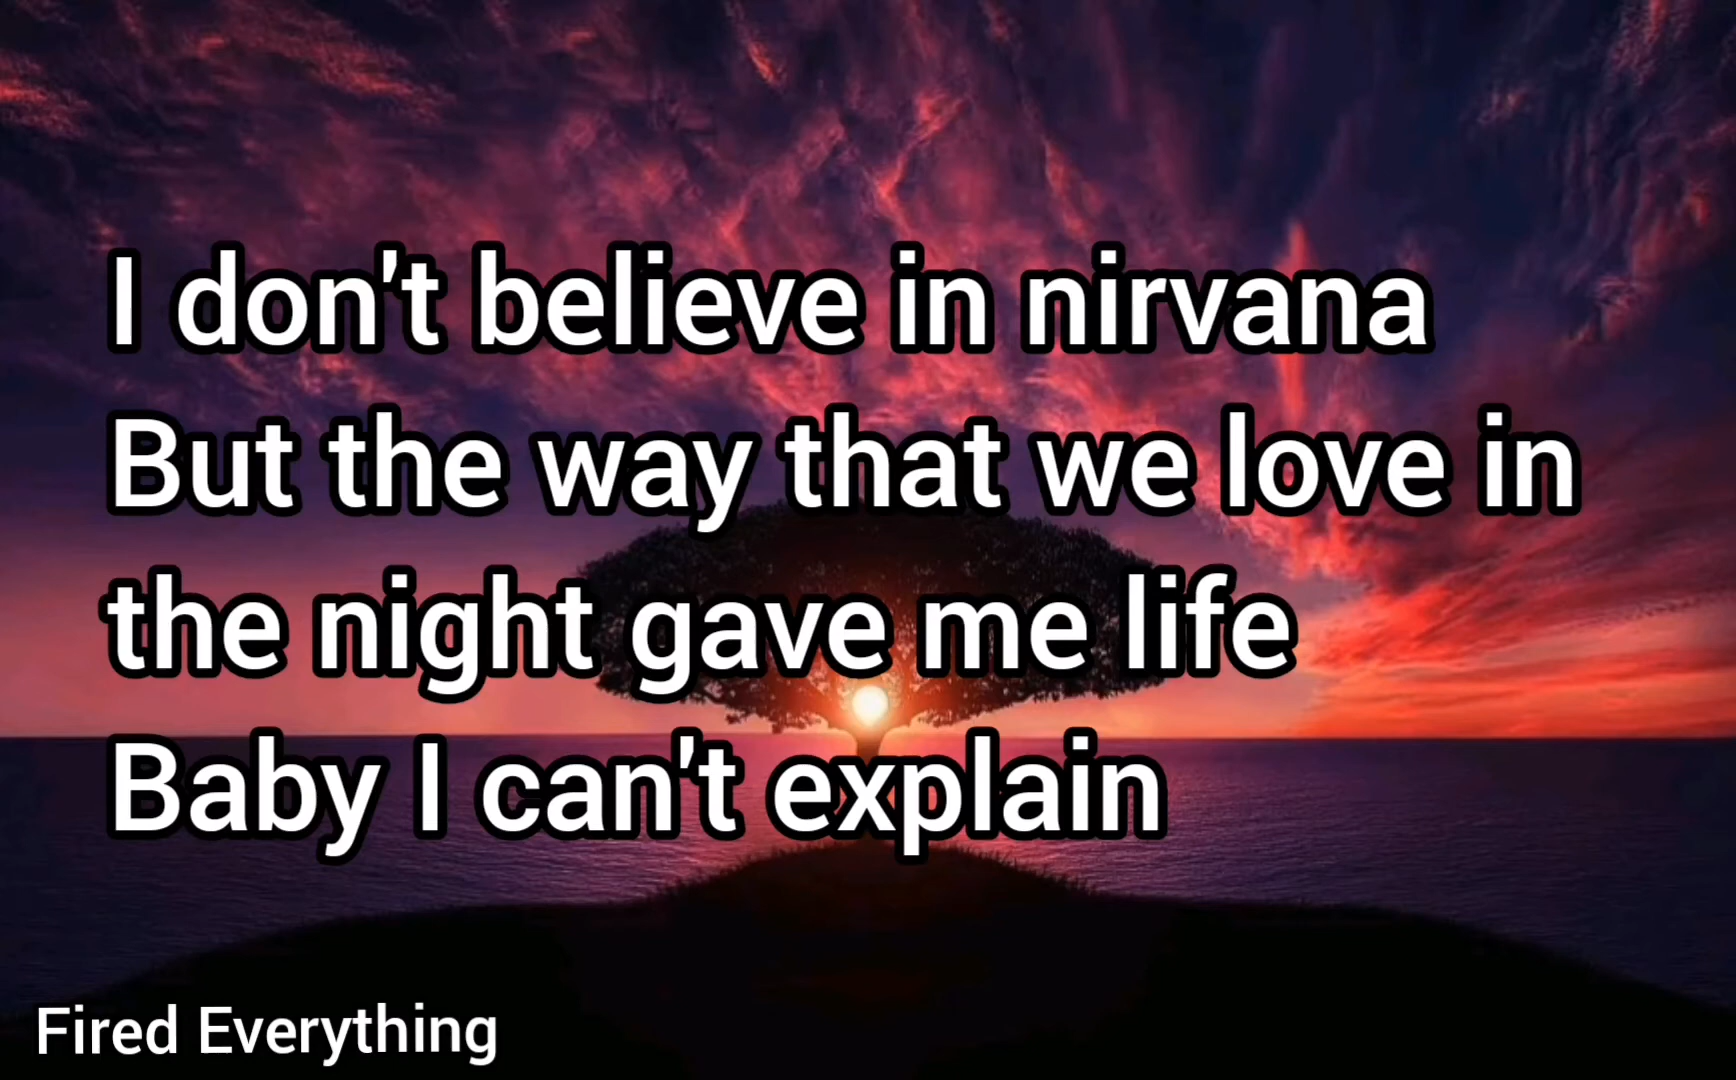 I don't believe in nirvana
But the way that we love in
the night gave me life
Baby I can't explain
Fired Everything